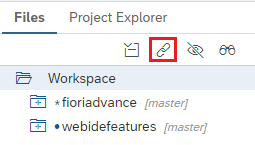 Files Project Explorer
Workspace
* fioriadvance [master]
● webidefeatures [master]